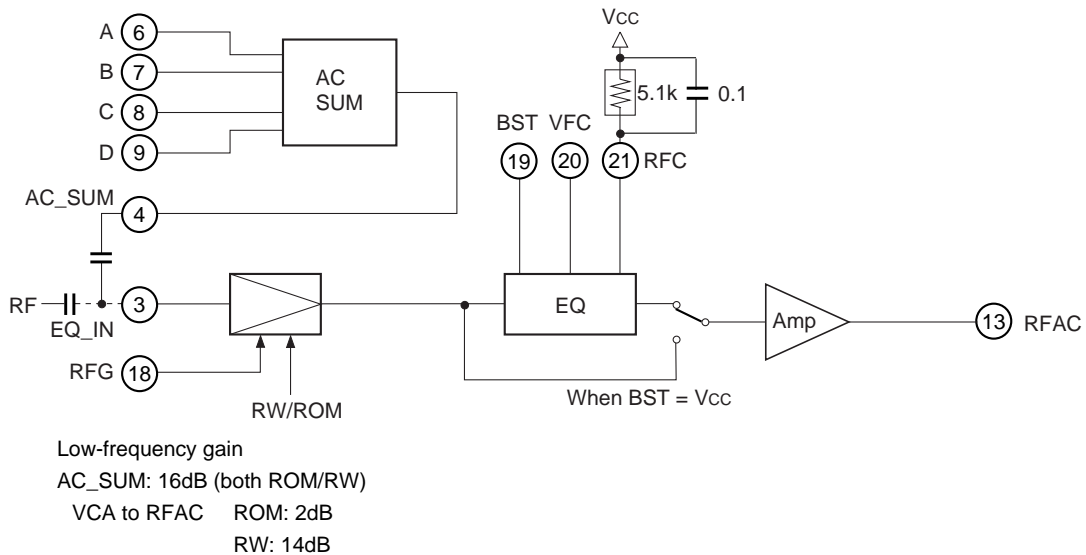 A 6
B 7
C 8
D 9
AC
SUM
VCC
5.1k 0.1
BST VFC
19 20 21 RFC
AC_SUM 4
RF 3
EQ_IN
EQ
Amp
13 RFAC
RFG 18
RW/ROM
When BST = VCC
Low-frequency gain
AC_SUM: 16dB (both ROM/RW)
VCA to RFAC ROM: 2dB
RW: 14dB